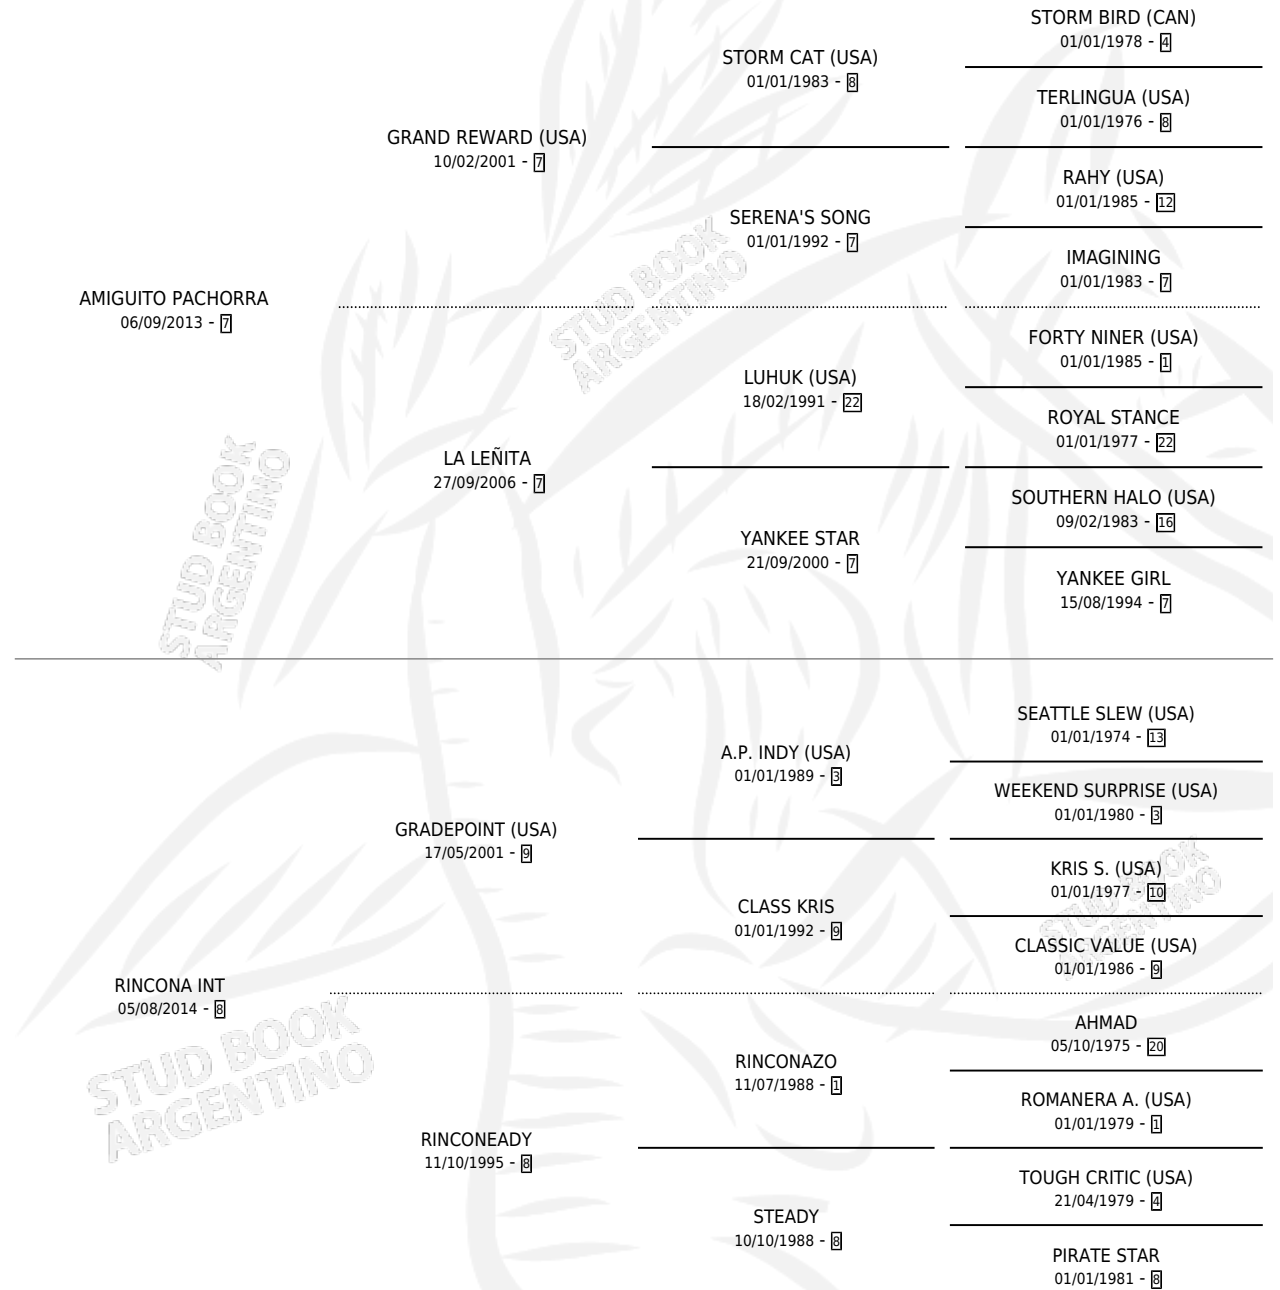 STORM BIRD (CAN)
01/01/1978 - 4
STORM CAT (USA)
01/01/1983 - 8
TERLINGUA (USA)
01/01/1976 - 8
GRAND REWARD (USA)
10/02/2001 - 7
RAHY (USA)
01/01/1985 - 12
SERENA'S SONG
01/01/1992 - 7
IMAGINING
01/01/1983 - 7
AMIGUITO PACHORRA
06/09/2013 - 7
FORTY NINER (USA)
01/01/1985 - 1
LUHUK (USA)
18/02/1991 - 22
ROYAL STANCE
01/01/1977 - 22
LA LEÑITA
27/09/2006 - 7
SOUTHERN HALO (USA)
09/02/1983 - 16
YANKEE STAR
21/09/2000 - 7
YANKEE GIRL
15/08/1994 - 7
SEATTLE SLEW (USA)
01/01/1974 - 13
A.P. INDY (USA)
01/01/1989 - 3
WEEKEND SURPRISE (USA)
01/01/1980 - 3
GRADEPOINT (USA)
17/05/2001 - 9
KRIS S. (USA)
01/01/1977 - 10
CLASS KRIS
01/01/1992 - 9
CLASSIC VALUE (USA)
01/01/1986 - 9
RINCONA INT
05/08/2014 - 8
AHMAD
05/10/1975 - 20
RINCONAZO
11/07/1988 - 1
ROMANERA A. (USA)
01/01/1979 - 1
RINCONEADY
11/10/1995 - 8
TOUGH CRITIC (USA)
21/04/1979 - 4
STEADY
10/10/1988 - 8
PIRATE STAR
01/01/1981 - 8
STUD BOOK
ARGENTINO
STUD BOOK
ARGENTINO
STUD BOOK
ARGENTINO
STUD BOOK
ARGENTINO